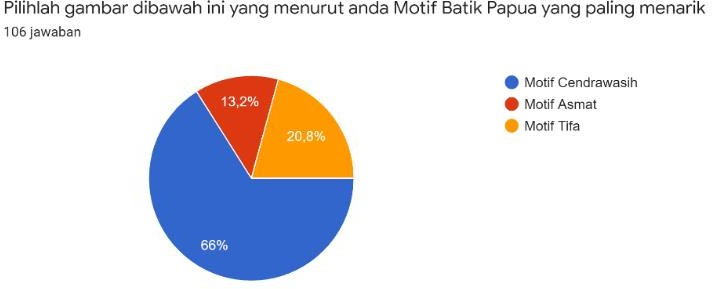 Pilihlah gambar dibawah ini yang menurut anda Motif Batik Papua yang paling menarik
106 jawaban
Motif Cendrawasih
Motif Asmat
Motif Tifa
13,2%
20,8%
66%